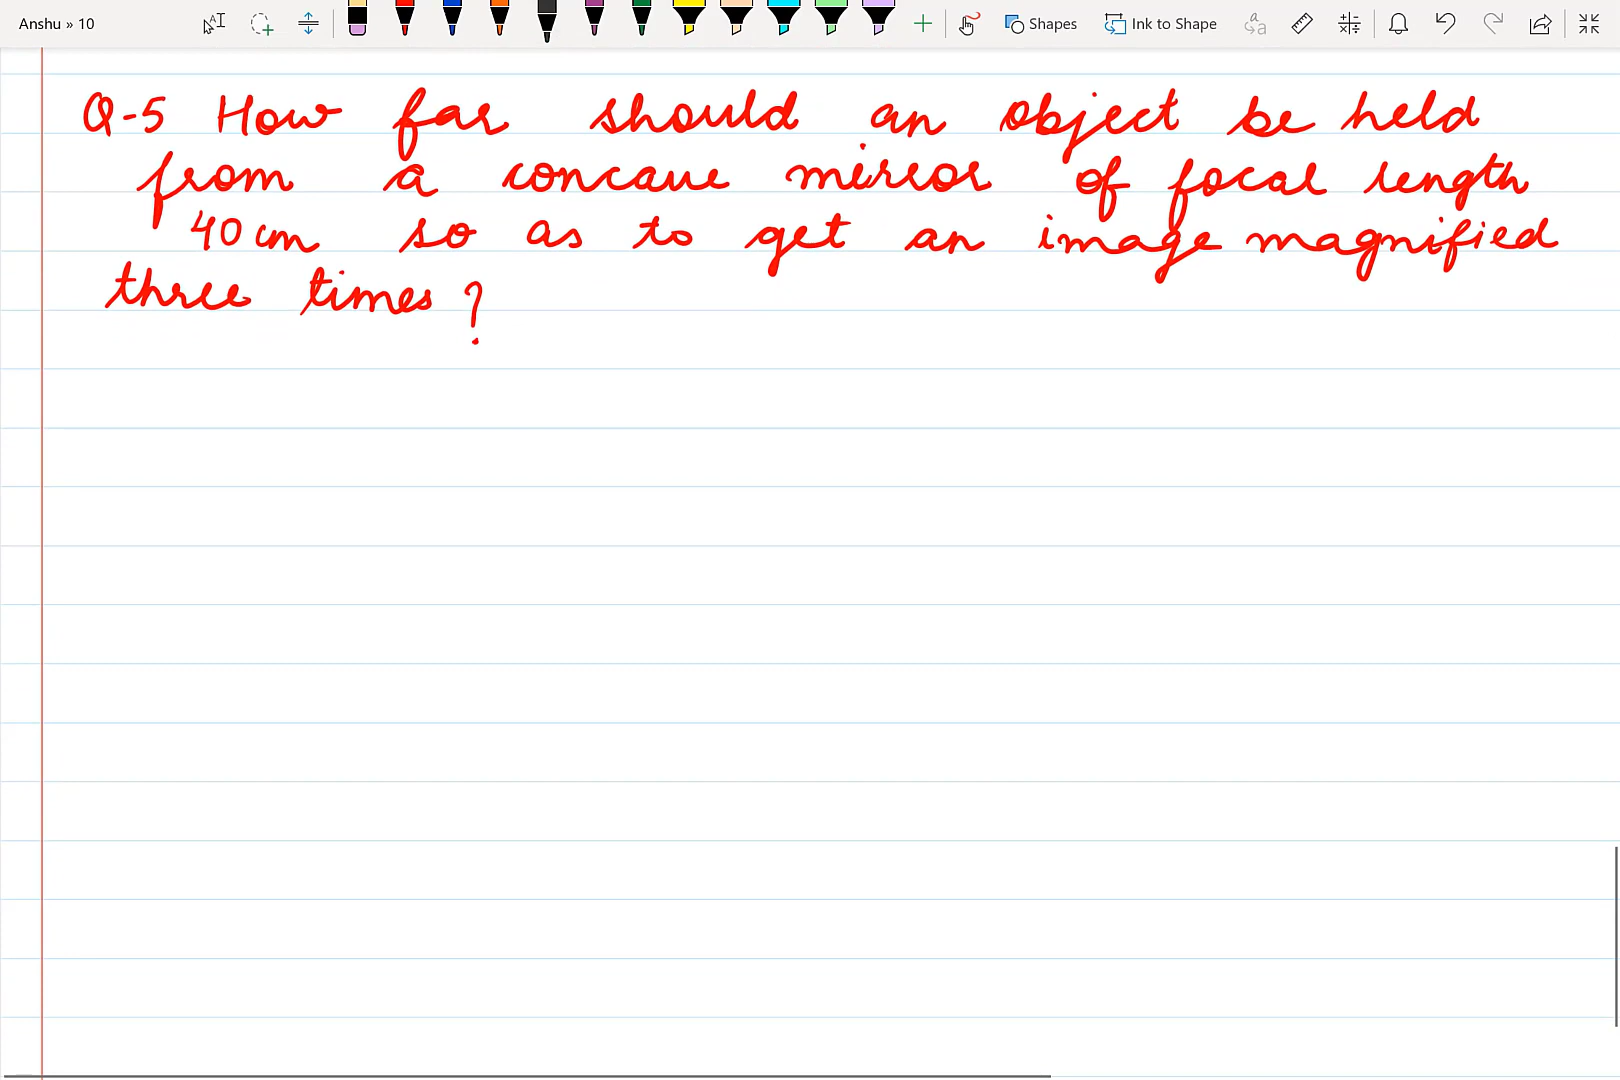 Anshu » 10
Shapes
Ink to Shape
Q-5 How far should an object be held
from a concave mirror of focal length
40 cm so as to get an image magnified
three times ?